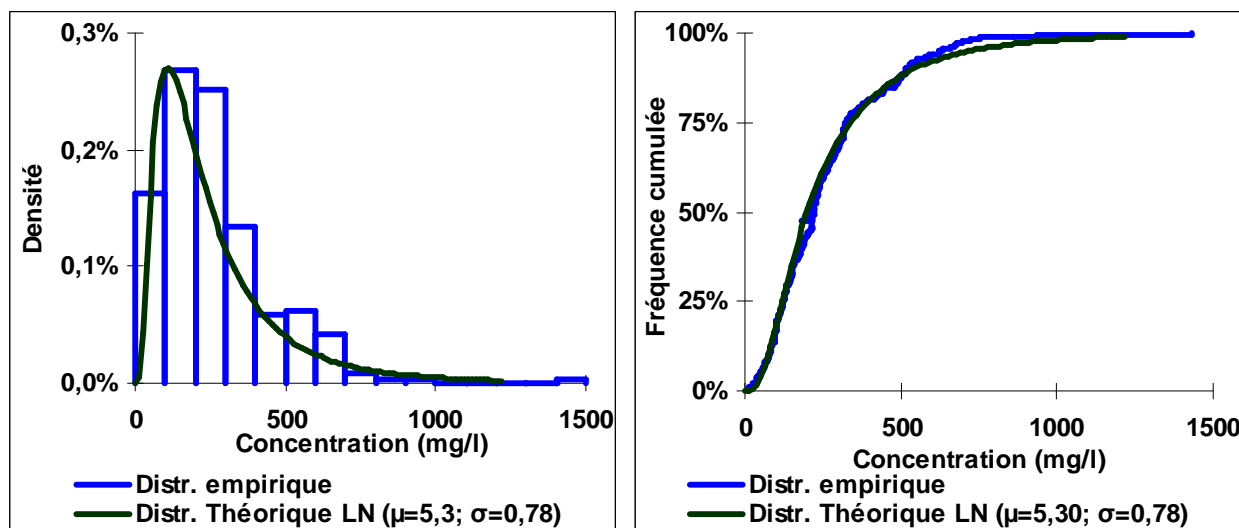 0,3%
0,2%
0,1%
0,0%
Densité
0
500
1000
1500
Concentration (mg/l)
Distr. empirique
Distr. Théorique LN (µ=5,3; σ=0,78)
100%
75%
50%
25%
0%
Fréquence cumulée
0
500
1000
1500
Concentration (mg/l)
Distr. empirique
Distr. Théorique LN (µ=5,30; σ=0,78)